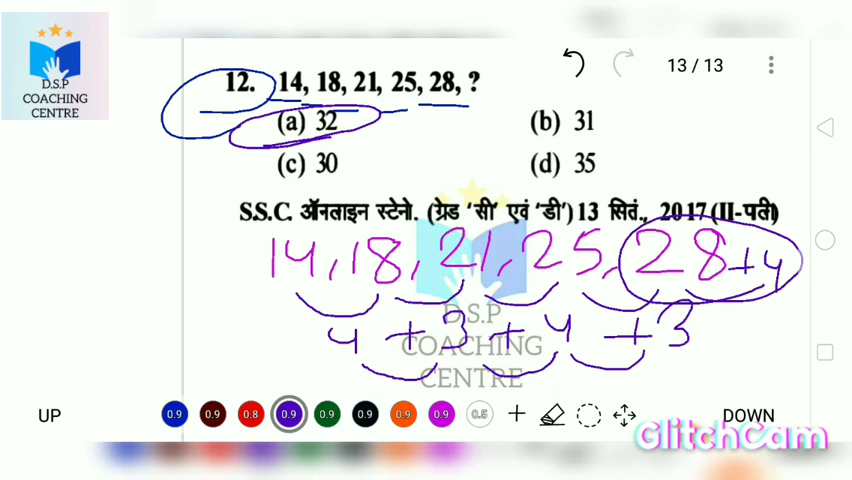 D.S.P
COACHING
CENTRE
13 / 13
12. 14, 18, 21, 25, 28, ?
(a) 32
(b) 31
(c) 30
(d) 35
S.S.C. ऑनलाइन स्टेनो. (ग्रेड ‘सी’ एवं ‘डी’) 13 सितं., 2017 (II-पाली)
14, 18, 21, 25, 28+4
4 + 3 + 4 + 3
D.S.P
COACHING
CENTRE
UP
0.9 0.9 0.8 0.9 0.9 0.9 0.9 0.9 0.5
DOWN
GlitchCam